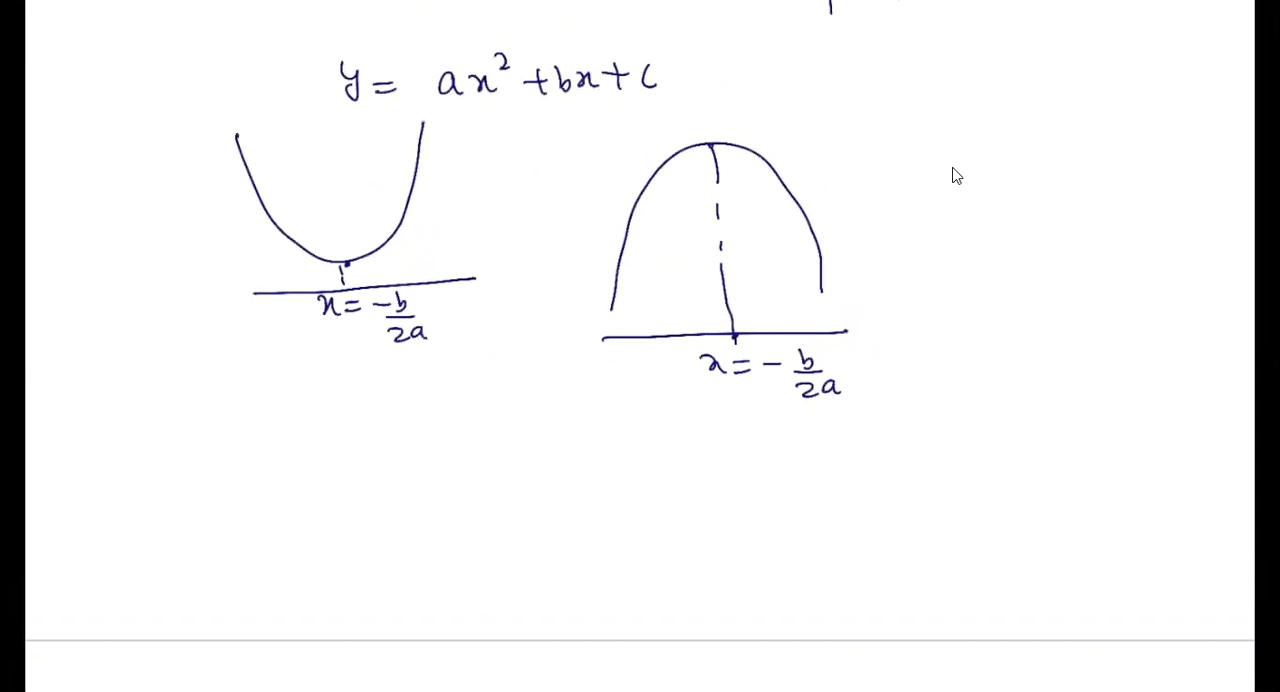 y = ax² + bx + c
x = -b/2a
x = - b/2a